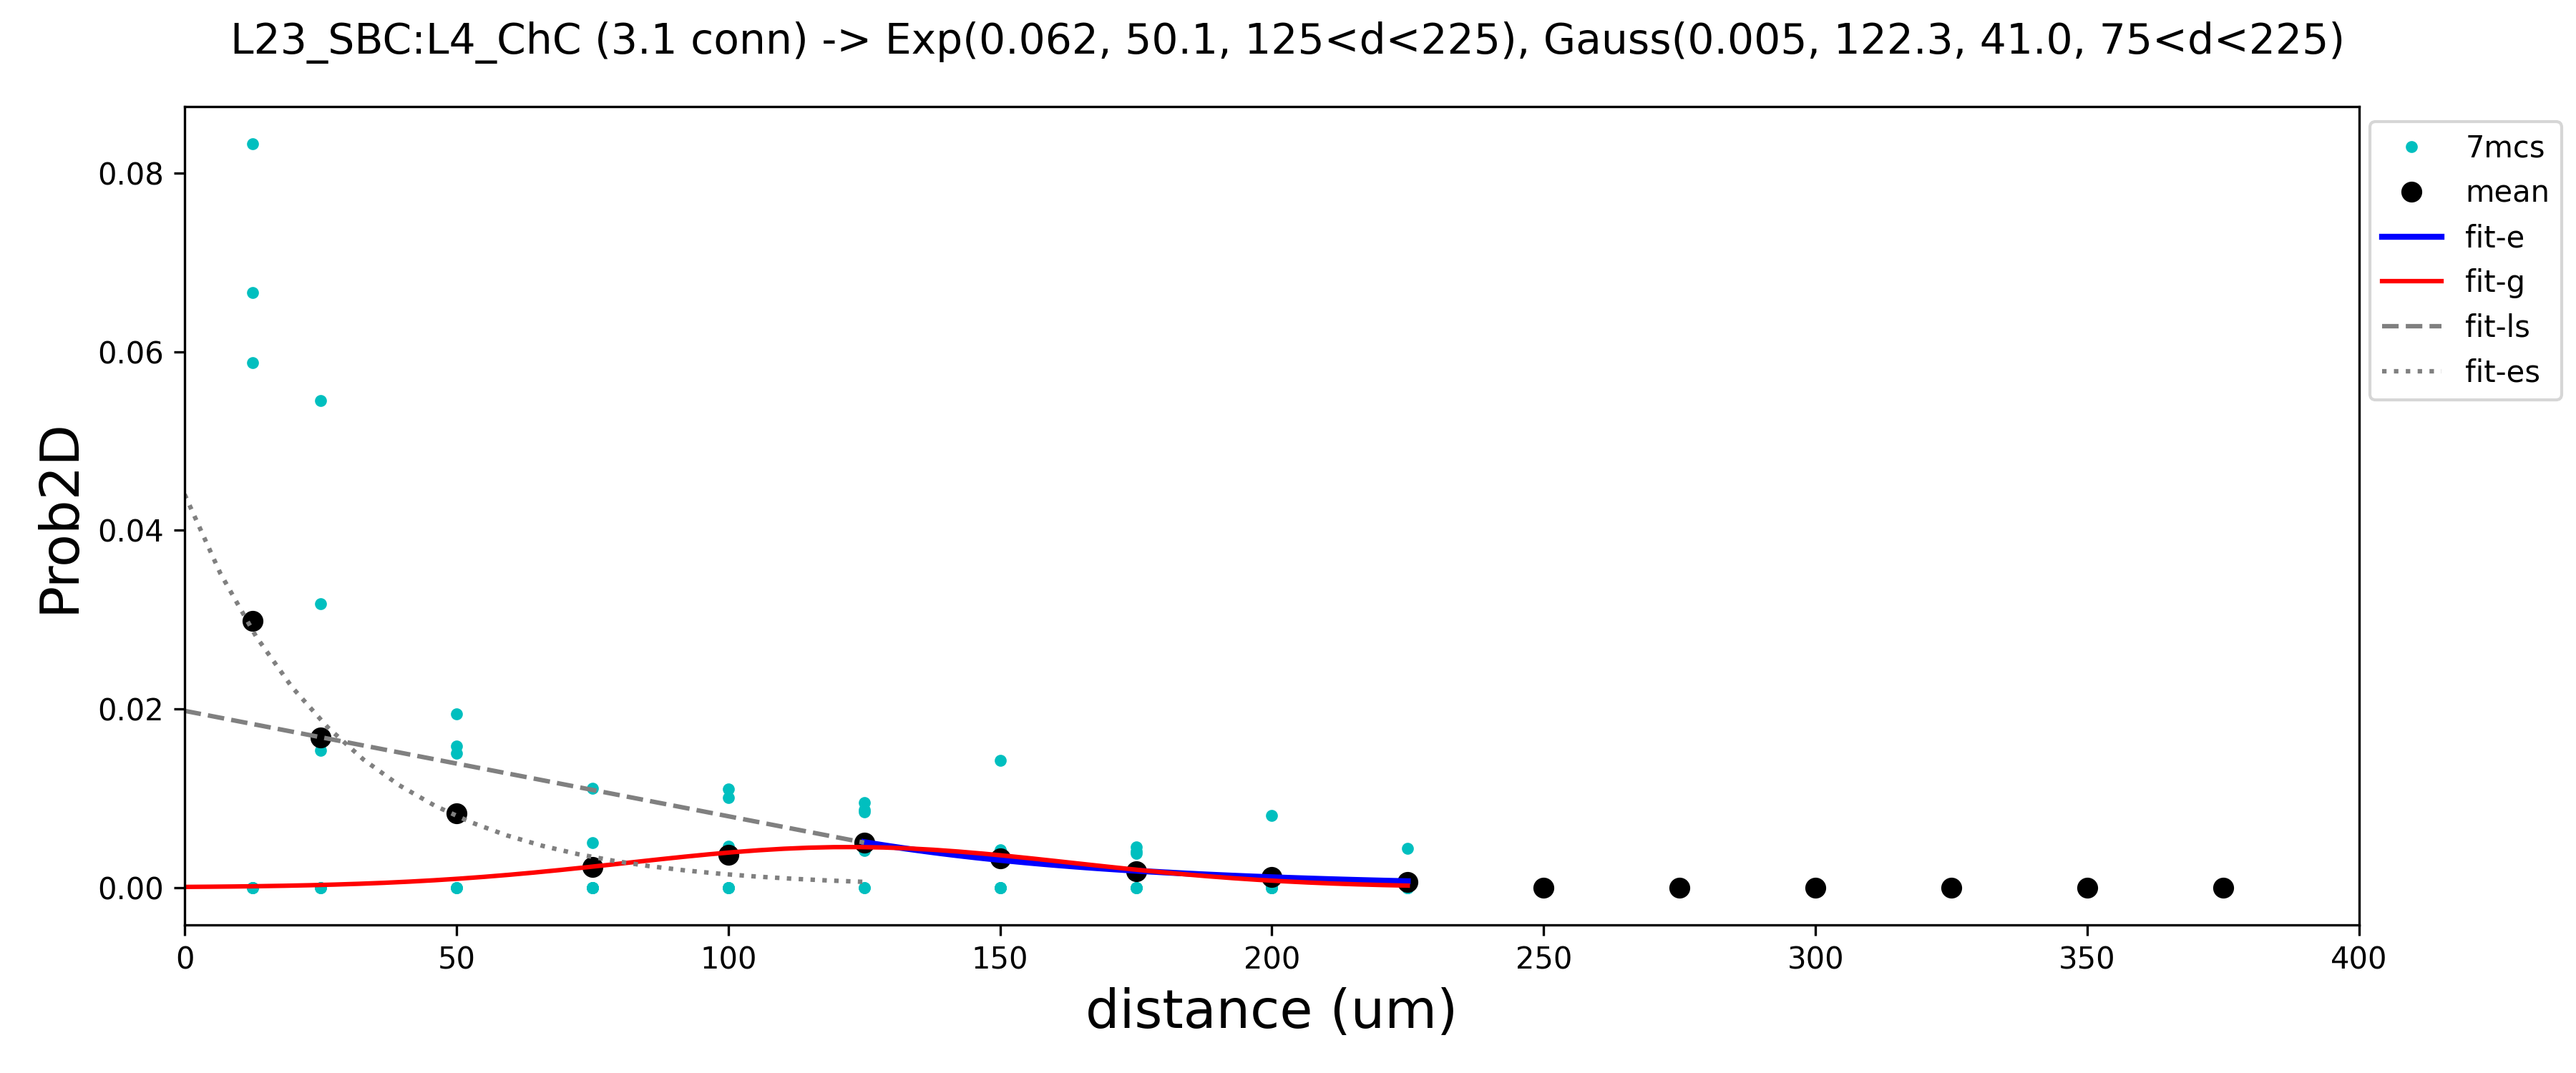 L23_SBC:L4_ChC (3.1 conn) -> Exp(0.062, 50.1, 125<d<225), Gauss(0.005, 122.3, 41.0, 75<d<225)
7mcs
mean
fit-e
fit-g
fit-ls
fit-es
Prob2D
0.08
0.06
0.04
0.02
0.00
0 50 100 150 200 250 300 350 400
distance (um)